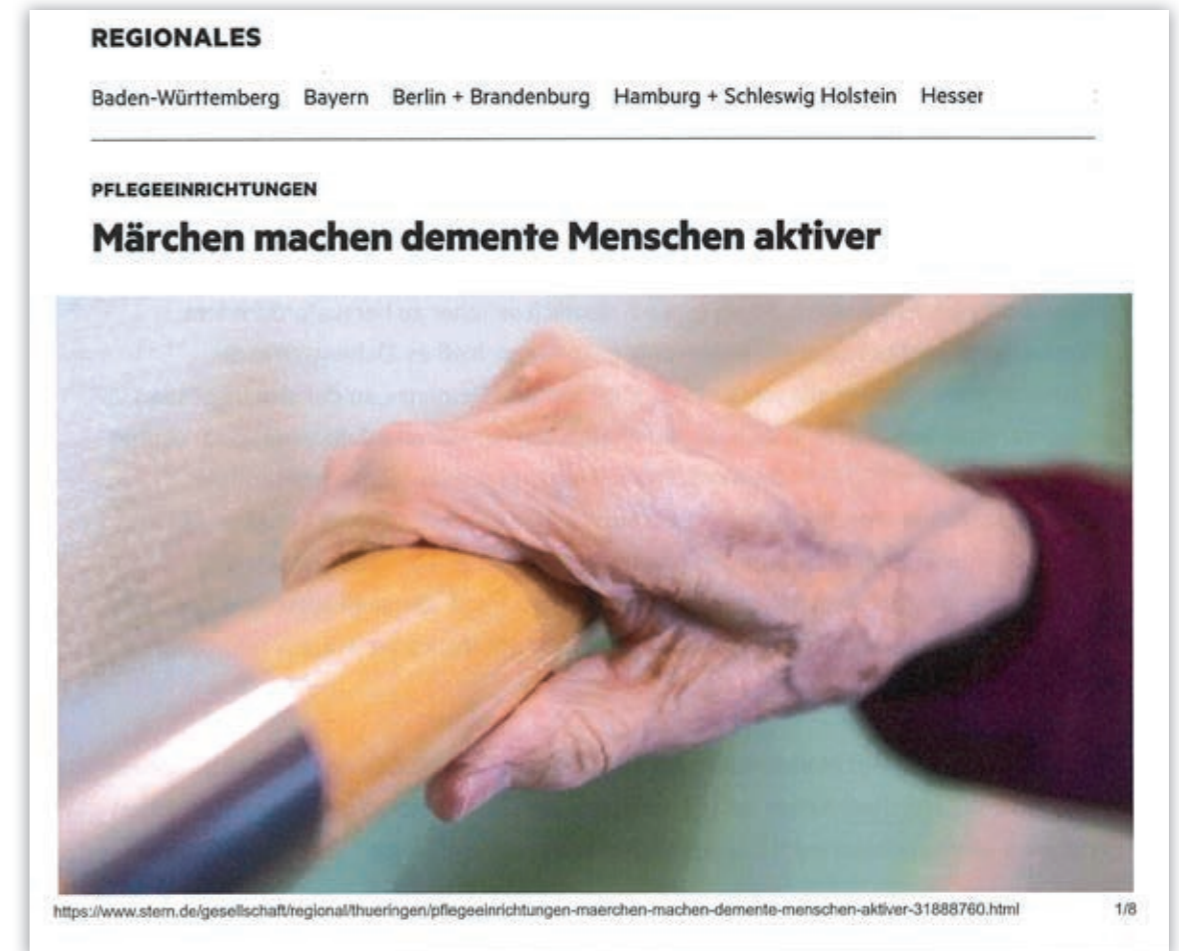 REGIONALES
Baden-Württemberg Bayern Berlin + Brandenburg Hamburg + Schleswig Holstein Hessen
PFLEGEEINRICHTUNGEN
Märchen machen demente Menschen aktiver
https://www.stern.de/gesellschaft/regional/thueringen/pflegeeinrichtungen-maerchen-machen-demente-menschen-aktiver-31888760.html 1/8